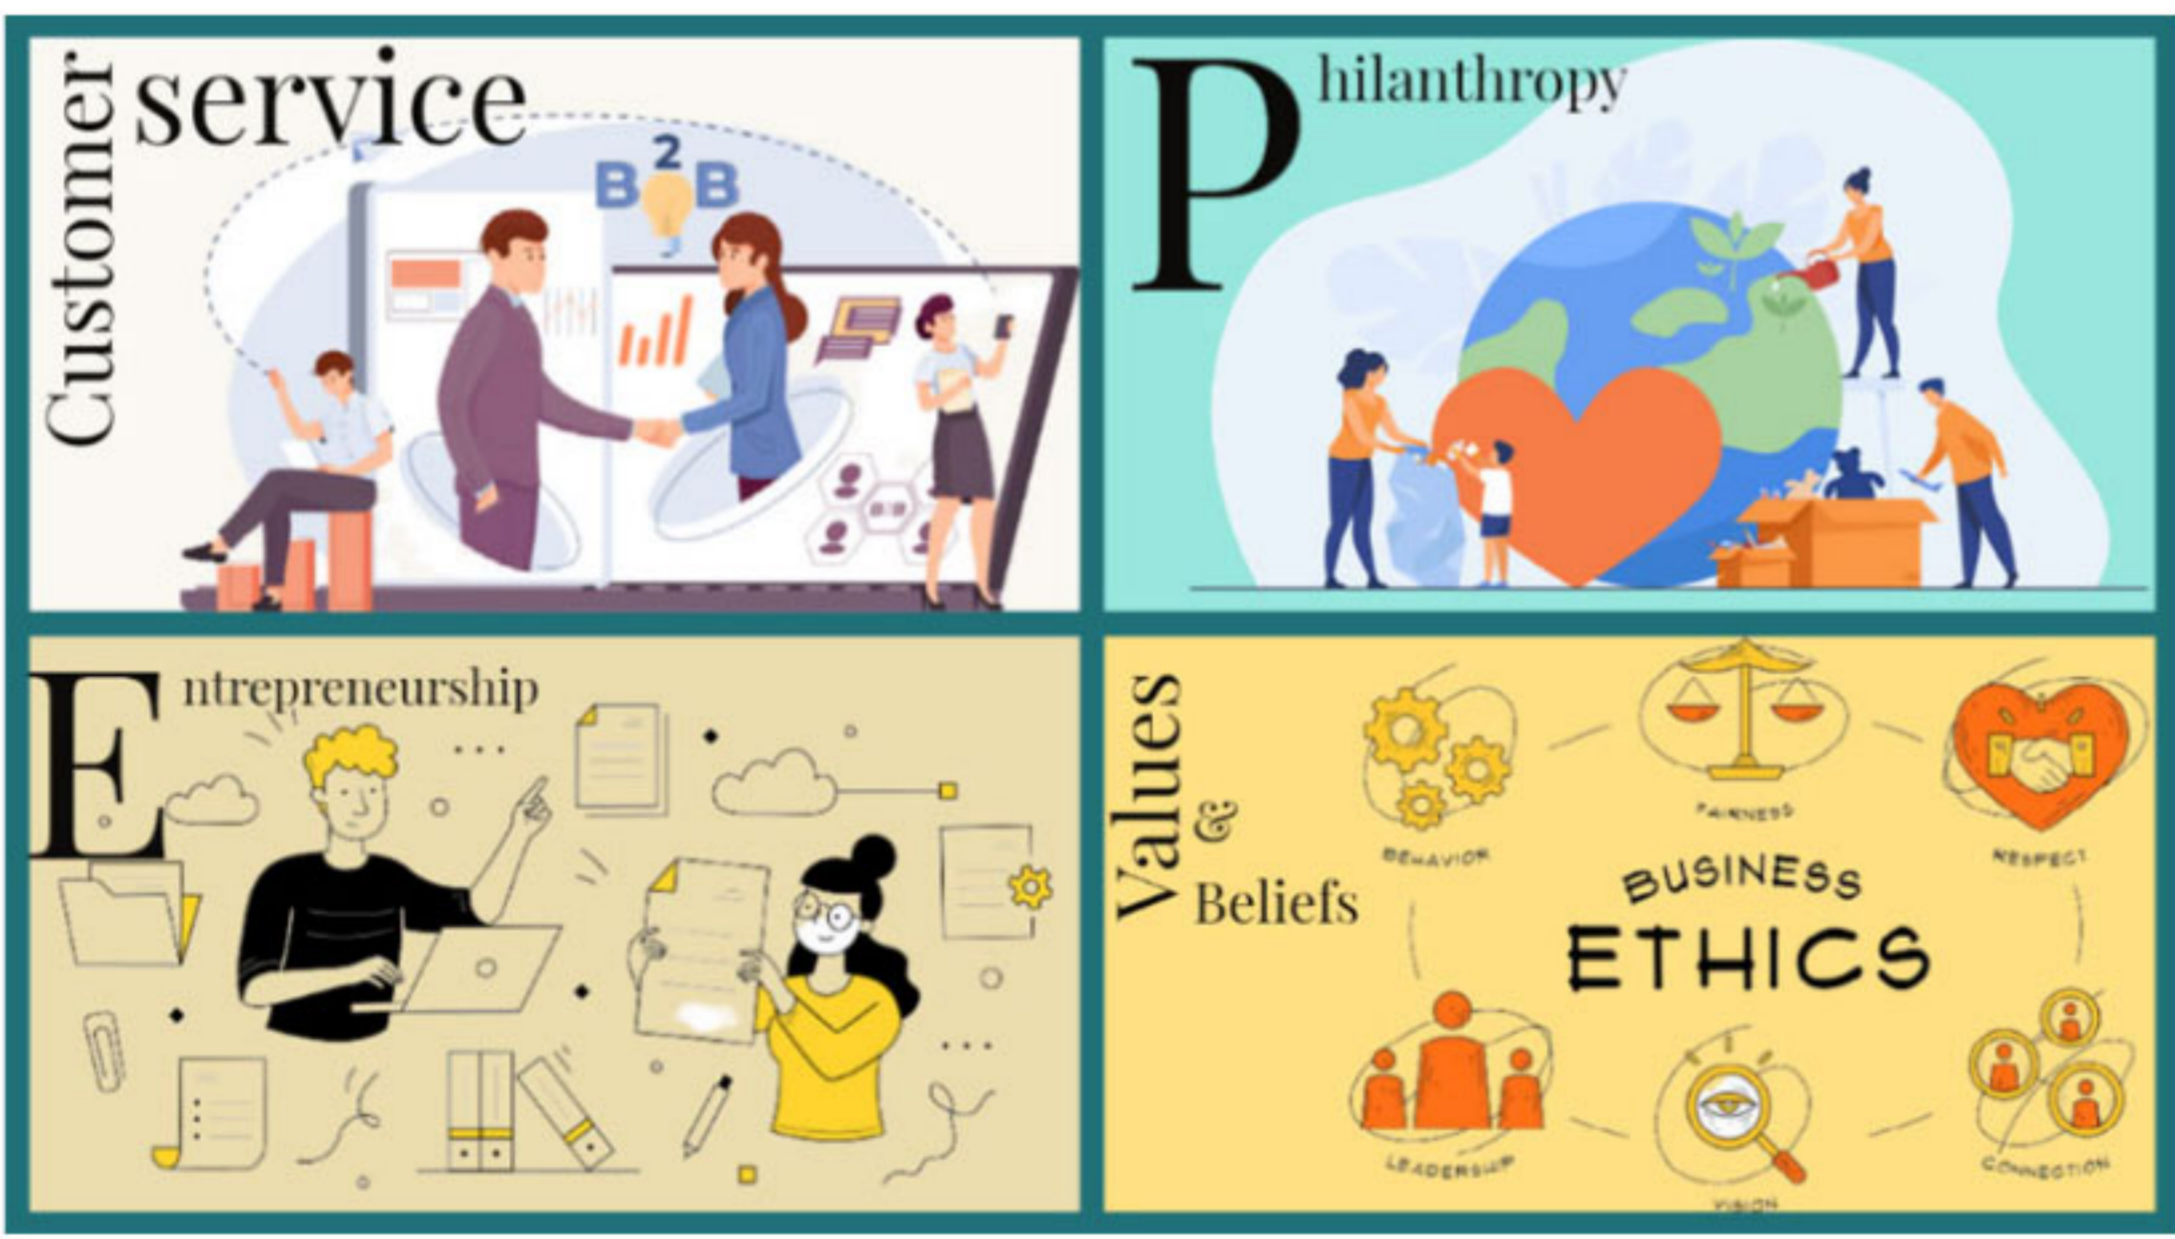 Customer
service
B2B
Philanthropy
Entrepreneurship
Values
&
Beliefs
BEHAVIOR
FAIRNESS
RESPECT
BUSINESS
ETHICS
LEADERSHIP
VISION
CONNECTION